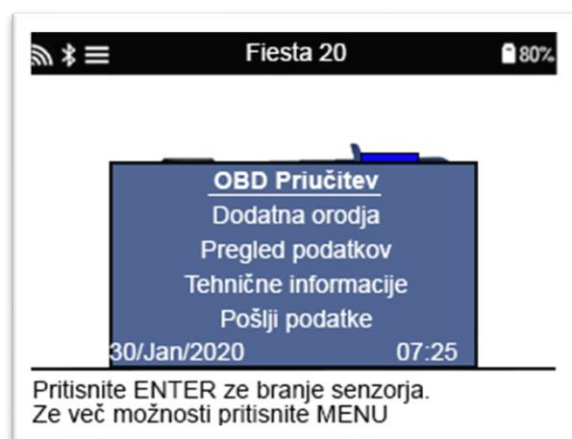 Fiesta 20 80%
OBD Priučitev
Dodatna orodja
Pregled podatkov
Tehnične informacije
Pošlji podatke
30/Jan/2020 07:25
Pritisnite ENTER ze branje senzorja.
Ze več možnosti pritisnite MENU